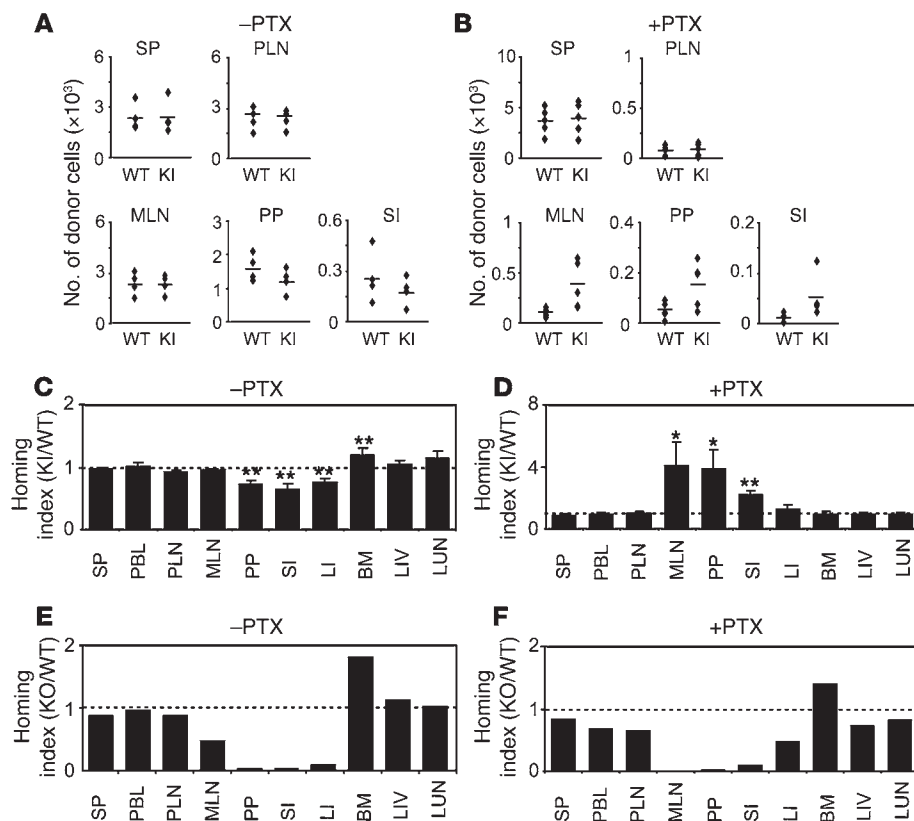 A
–PTX
SP
PLN
No. of donor cells (×10³)
6
3
0
WT KI
6
3
0
WT KI
MLN
PP
SI
6
3
0
WT KI
3
2
1
0
WT KI
0.6
0.3
0
WT KI
B
+PTX
SP
PLN
No. of donor cells (×10³)
10
5
0
WT KI
1
0.5
0
WT KI
MLN
PP
SI
1
0.5
0
WT KI
0.4
0.2
0
WT KI
0.2
0.1
0
WT KI
C
–PTX
Homing
index (KI/WT)
2
1
0
** ** ** **
SP PBL PLN MLN PP SI LI BM LIV LUN
D
+PTX
Homing
index (KI/WT)
8
4
0
* * **
SP PBL PLN MLN PP SI LI BM LIV LUN
E
–PTX
Homing
index (KO/WT)
2
1
0
SP PBL PLN MLN PP SI LI BM LIV LUN
F
+PTX
Homing
index (KO/WT)
2
1
0
SP PBL PLN MLN PP SI LI BM LIV LUN